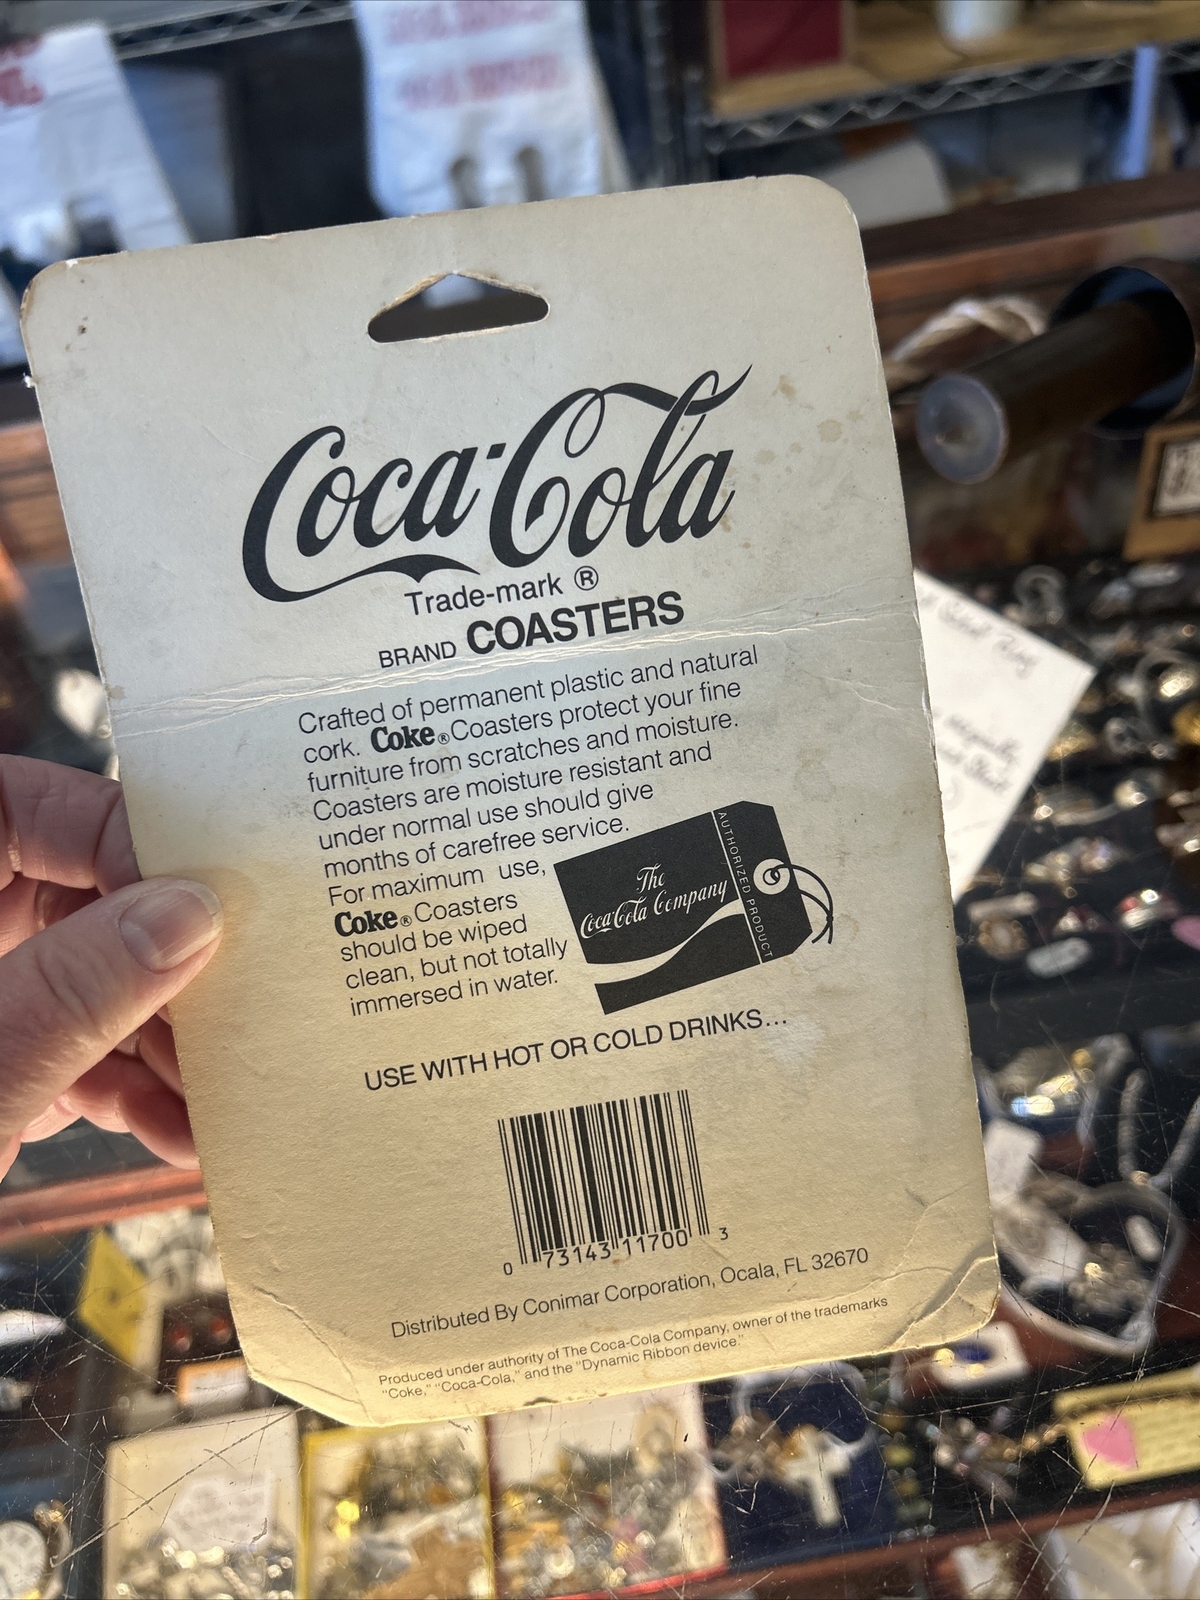 Coca-Cola
Trade-mark ®
BRAND COASTERS
Crafted of permanent plastic and natural
cork. Coke® Coasters protect your fine
furniture from scratches and moisture.
Coasters are moisture resistant and
under normal use should give
months of carefree service.
For maximum use,
Coke® Coasters
should be wiped
clean, but not totally
immersed in water.
The
Coca-Cola Company
AUTHORIZED PRODUCT
USE WITH HOT OR COLD DRINKS...
0 73143 11700 3
Distributed By Conimar Corporation, Ocala, FL 32670
Produced under authority of The Coca-Cola Company, owner of the trademarks
"Coke," "Coca-Cola," and the "Dynamic Ribbon device."